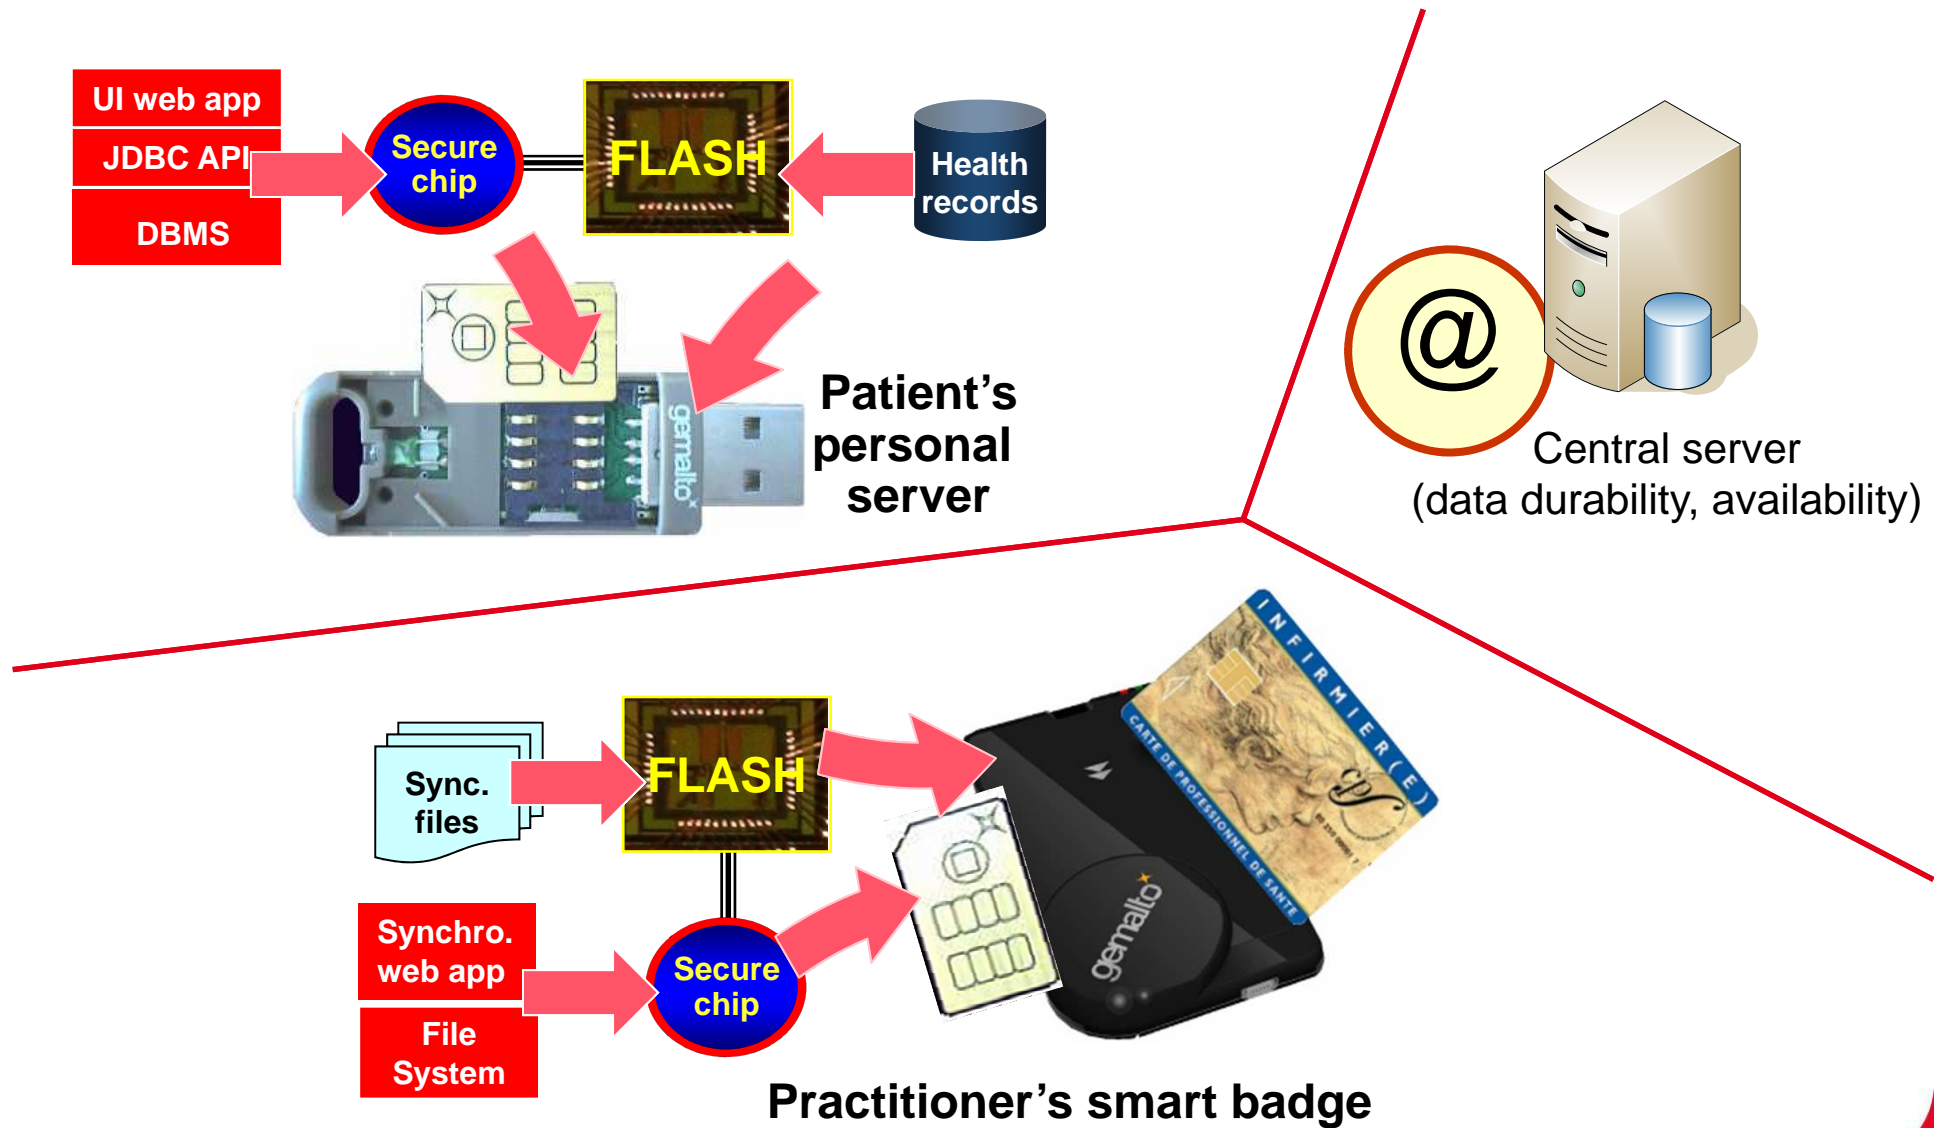 UI web app
JDBC API
DBMS
Secure
chip
FLASH
Health
records
gemalto
Patient's
personal
server
@
Central server
(data durability, availability)
Sync.
files
FLASH
Synchro.
web app
File
System
Secure
chip
INFIRMIER(E)
CARTE DE PROFESSIONNEL DE SANTE
cps
gemalto
Practitioner's smart badge